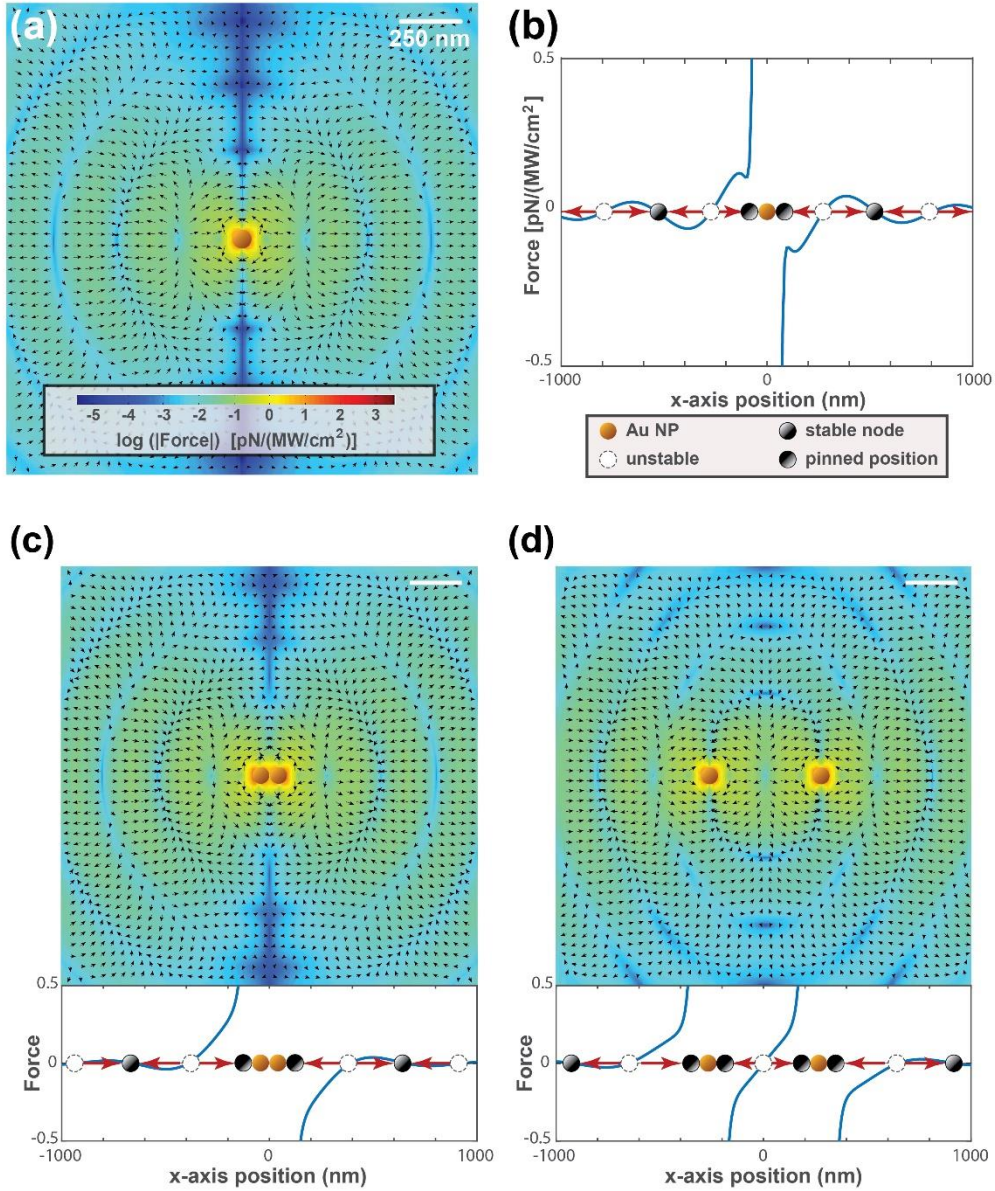 (a)
250 nm
-5 -4 -3 -2 -1 0 1 2 3
log (|Force|) [pN/(MW/cm²)]
(b)
0.5
0
-0.5
Force [pN/(MW/cm²)]
-1000 0 1000
x-axis position (nm)
Au NP
stable node
unstable
pinned position
(c)
0.5
0
-0.5
Force
-1000 0 1000
x-axis position (nm)
(d)
0.5
0
-0.5
Force
-1000 0 1000
x-axis position (nm)